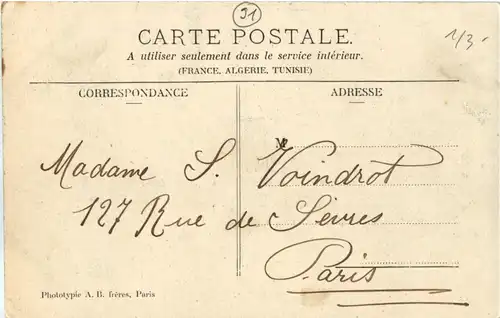 91
1/3
CARTE POSTALE.
A utiliser seulement dans le service intérieur.
(FRANCE, ALGERIE, TUNISIE)
CORRESPONDANCE
ADRESSE
M
Madame S. Voindrot
127 Rue de Sèvres
Paris
Phototypie A. B. frères, Paris